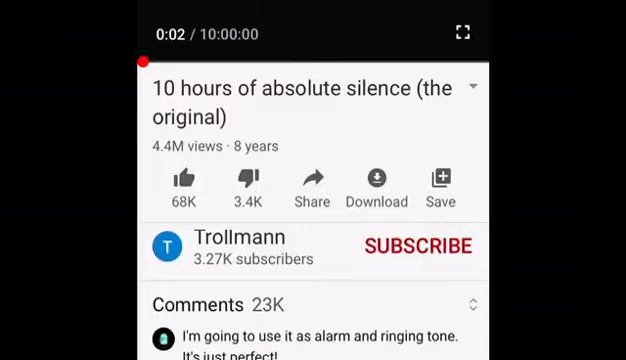 0:02 / 10:00:00
10 hours of absolute silence (the
original)
4.4M views · 8 years
68K 3.4K Share Download Save
T Trollmann SUBSCRIBE
3.27K subscribers
Comments 23K
I'm going to use it as alarm and ringing tone.
It's just perfect!